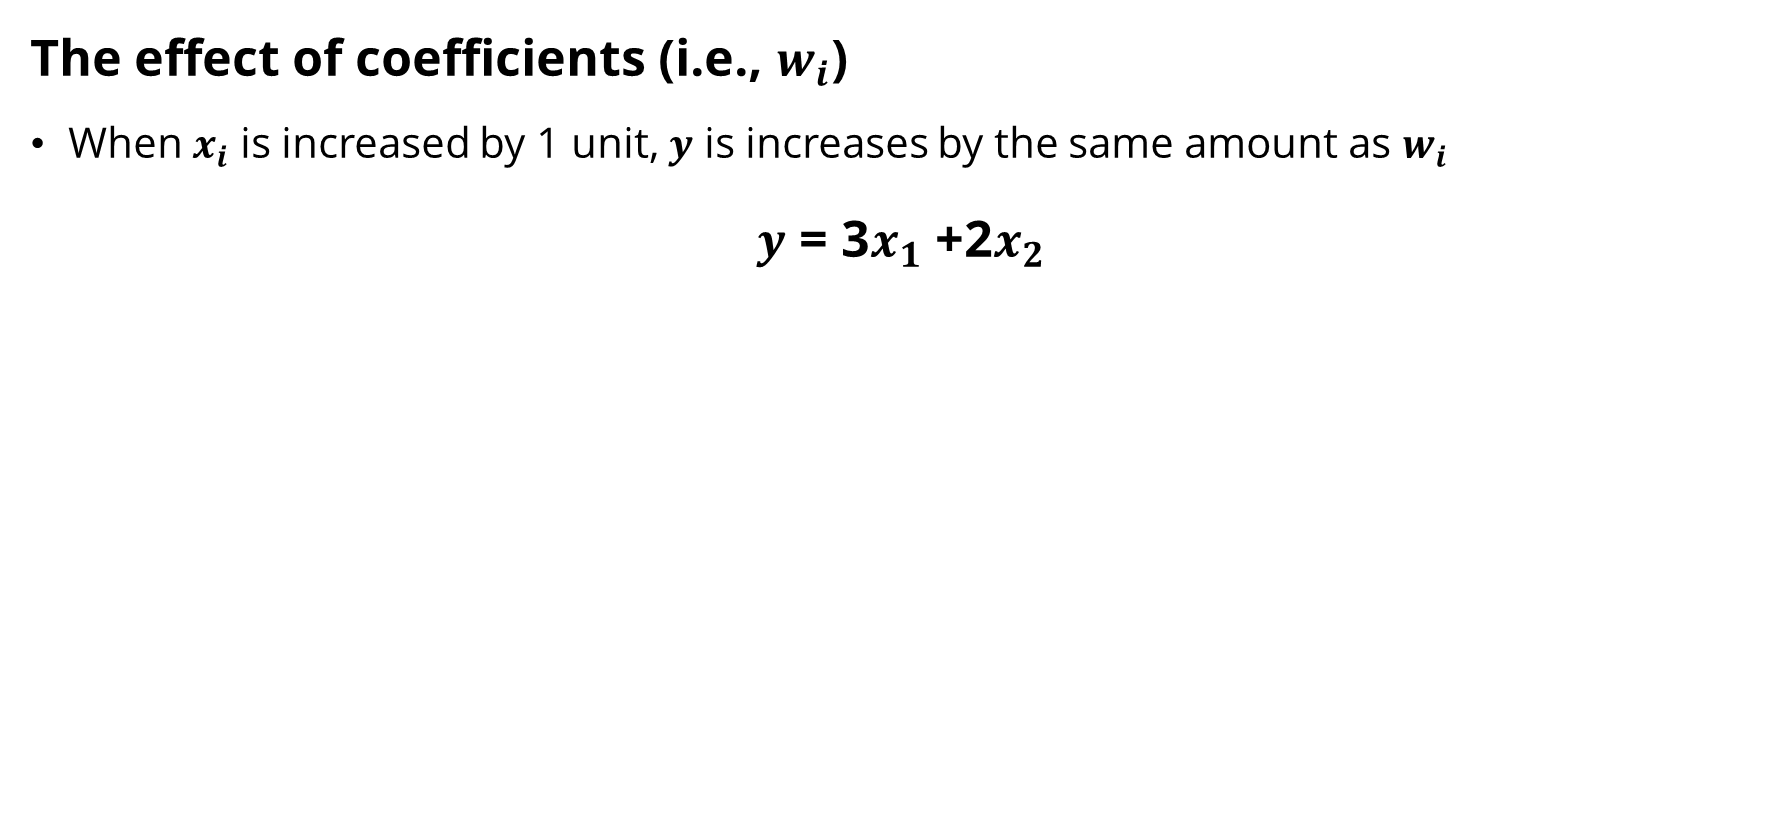 The effect of coefficients (i.e., wᵢ)
• When xᵢ is increased by 1 unit, y is increases by the same amount as wᵢ
y = 3x₁ +2x₂